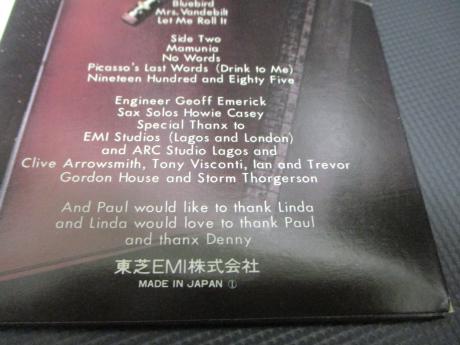 Bluebird
Mrs. Vandebilt
Let Me Roll It
Side Two
Mamunia
No Words
Picasso's Last Words (Drink to Me)
Nineteen Hundred and Eighty Five
Engineer Geoff Emerick
Sax Solos Howie Casey
Special Thanx to
EMI Studios (Lagos and London)
and ARC Studio Lagos and
Clive Arrowsmith, Tony Visconti, Ian and Trevor
Gordon House and Storm Thorgerson
And Paul would like to thank Linda
and Linda would love to thank Paul
and thanx Denny
東芝EMI株式会社
MADE IN JAPAN ①